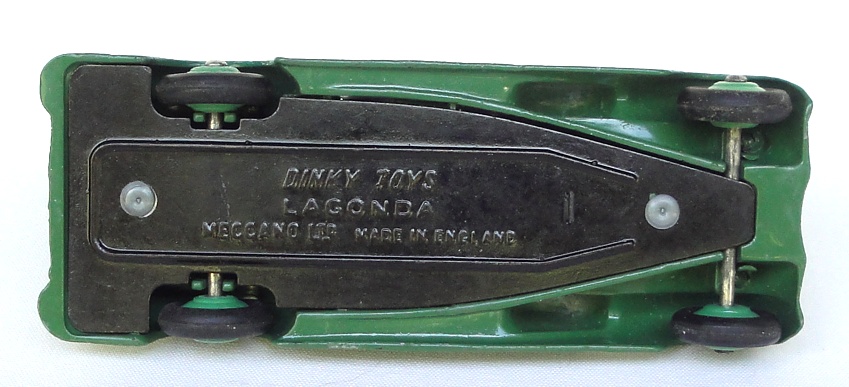 DINKY TOYS
LAGONDA
MECCANO LTD MADE IN ENGLAND